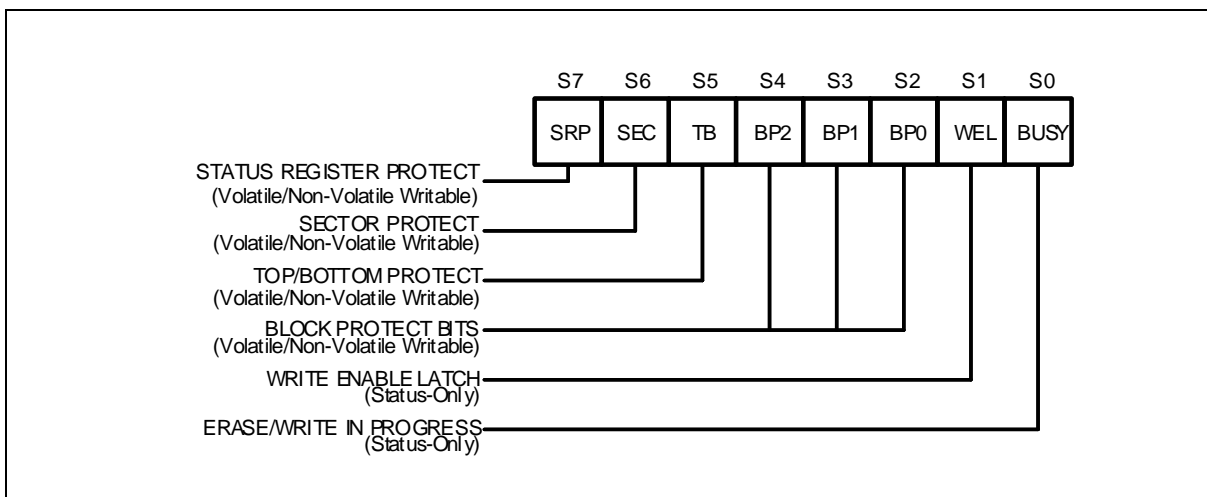 S7 S6 S5 S4 S3 S2 S1 S0
SRP SEC TB BP2 BP1 BP0 WEL BUSY
STATUS REGISTER PROTECT
(Volatile/Non-Volatile Writable)
SECTOR PROTECT
(Volatile/Non-Volatile Writable)
TOP/BOTTOM PROTECT
(Volatile/Non-Volatile Writable)
BLOCK PROTECT BITS
(Volatile/Non-Volatile Writable)
WRITE ENABLE LATCH
(Status-Only)
ERASE/WRITE IN PROGRESS
(Status-Only)